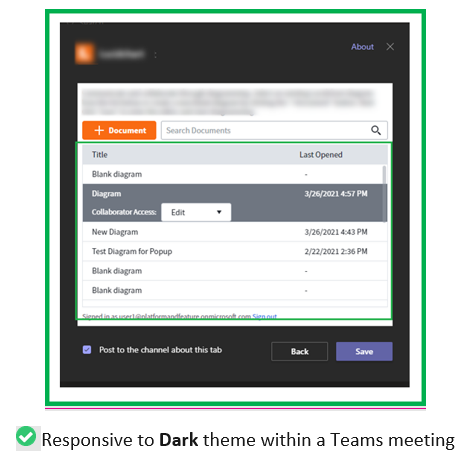 About
+ Document
Search Documents
Title Last Opened
Blank diagram -
Diagram 3/26/2021 4:57 PM
Collaborator Access: Edit
New Diagram 3/26/2021 4:43 PM
Test Diagram for Popup 2/22/2021 2:36 PM
Blank diagram -
Blank diagram -
Signed in as user1@platformandfeature.onmicrosoft.com Sign out
Post to the channel about this tab
Back
Save
Responsive to Dark theme within a Teams meeting